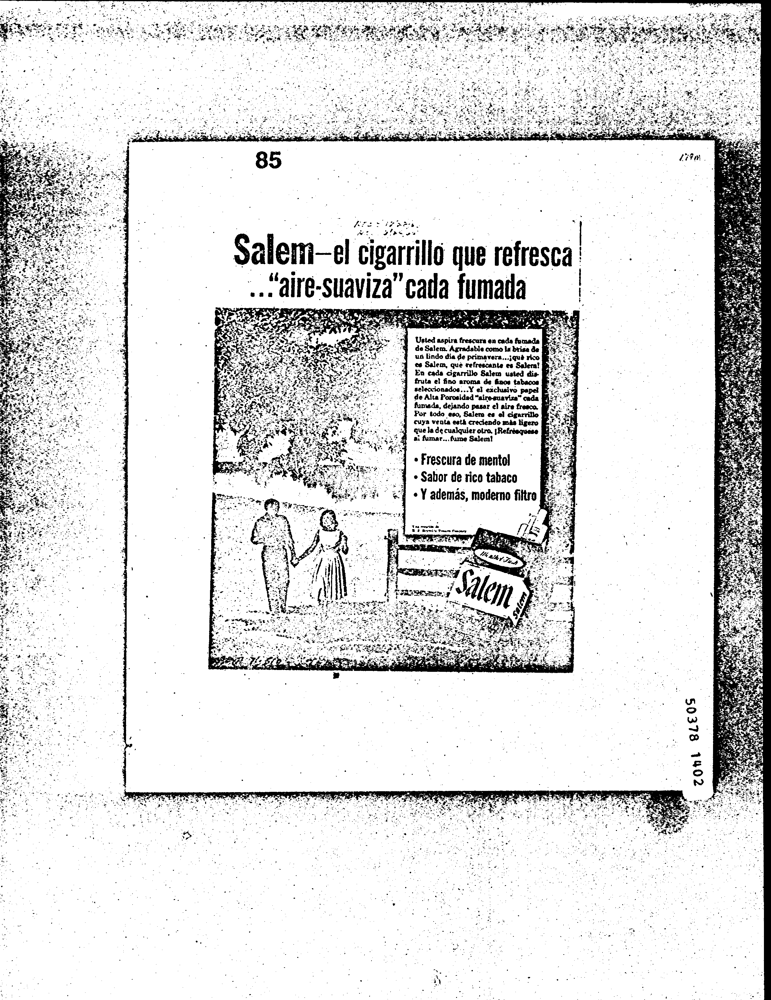 85
Salem—el cigarrillo que refresca
..."aire-suaviza" cada fumada
Usted aspira frescura en cada fumada
de Salem. Agradable como la brisa de
un lindo día de primavera...¡qué rico
es Salem, que refrescante es Salem!
En cada cigarrillo Salem usted dis-
fruta el fino aroma de finos tabacos
seleccionados...Y el exclusivo papel
de Alta Porosidad "aire-suaviza" cada
fumada, dejando pasar el aire fresco.
Por todo eso, Salem es el cigarrillo
cuya venta está creciendo más ligero
que la de cualquier otro. ¡Refrésquese
al fumar...fume Salem!
• Frescura de mentol
• Sabor de rico tabaco
• Y además, moderno filtro
Salem
Salem
50378 1402